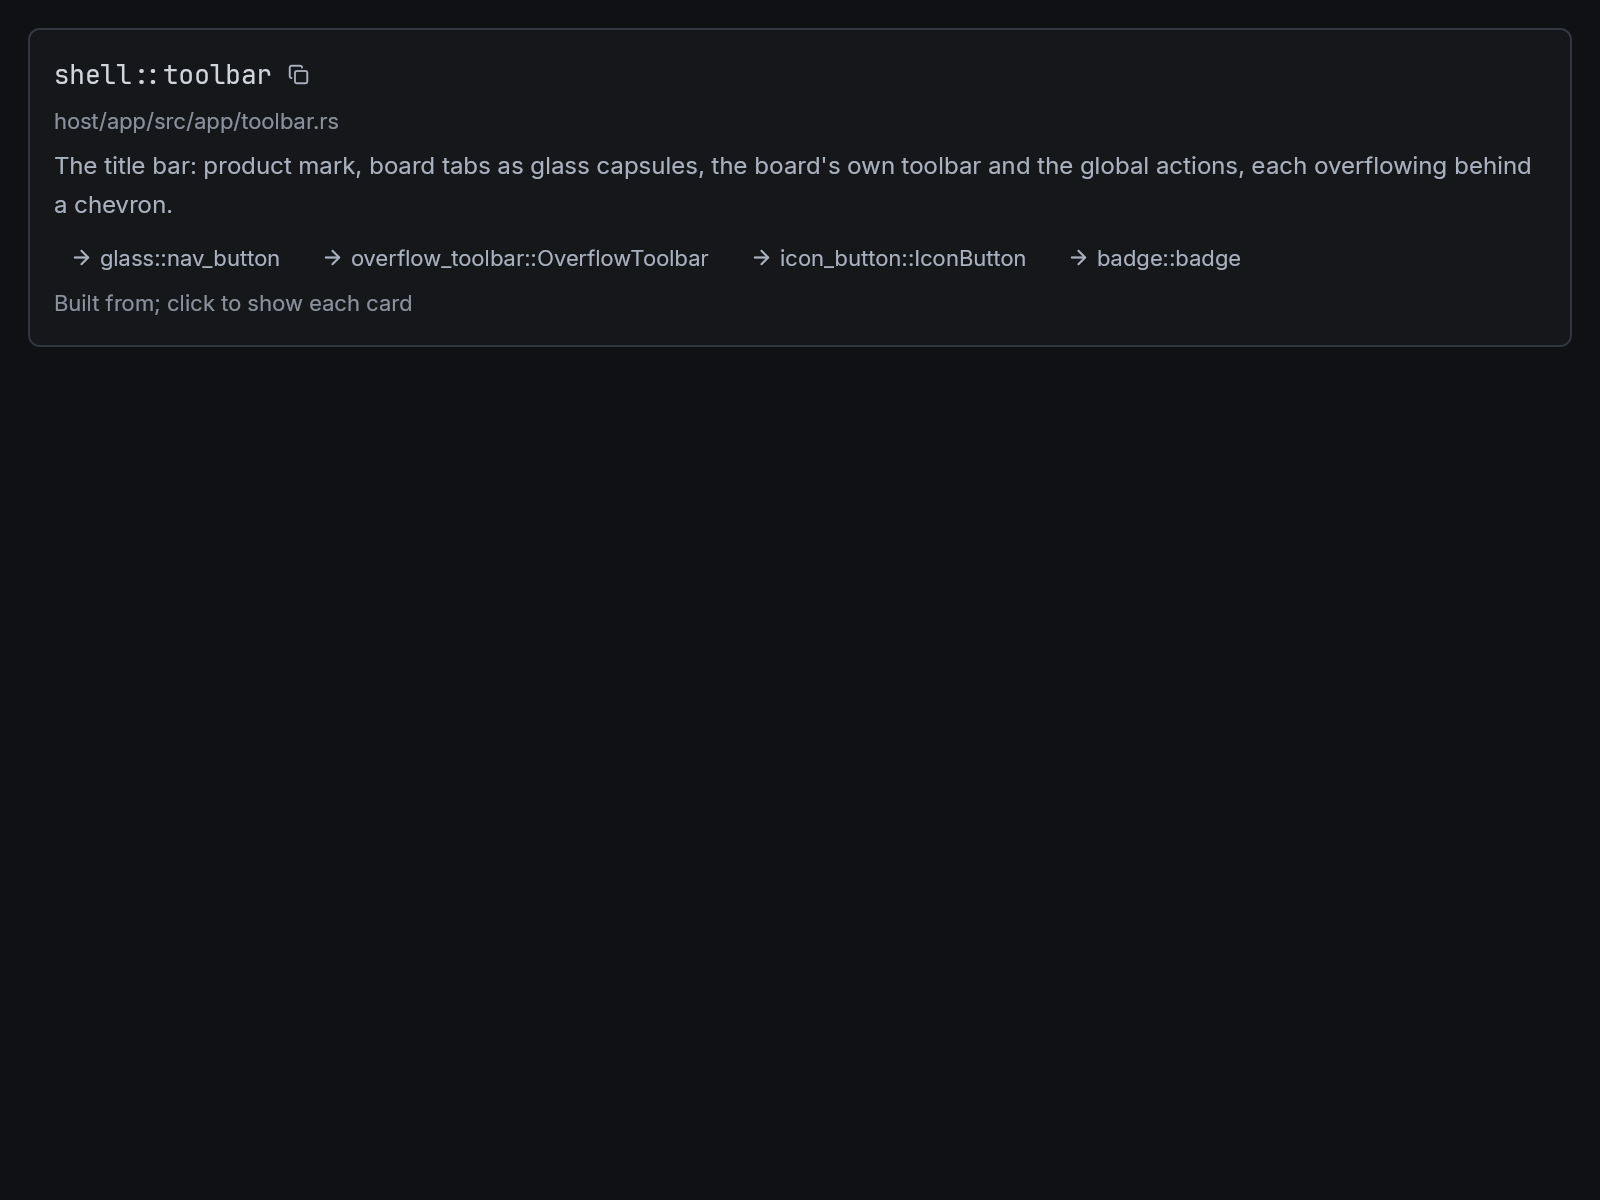 shell::toolbar
host/app/src/app/toolbar.rs
The title bar: product mark, board tabs as glass capsules, the board's own toolbar and the global actions, each overflowing behind
a chevron.
→ glass::nav_button → overflow_toolbar::OverflowToolbar → icon_button::IconButton → badge::badge
Built from; click to show each card